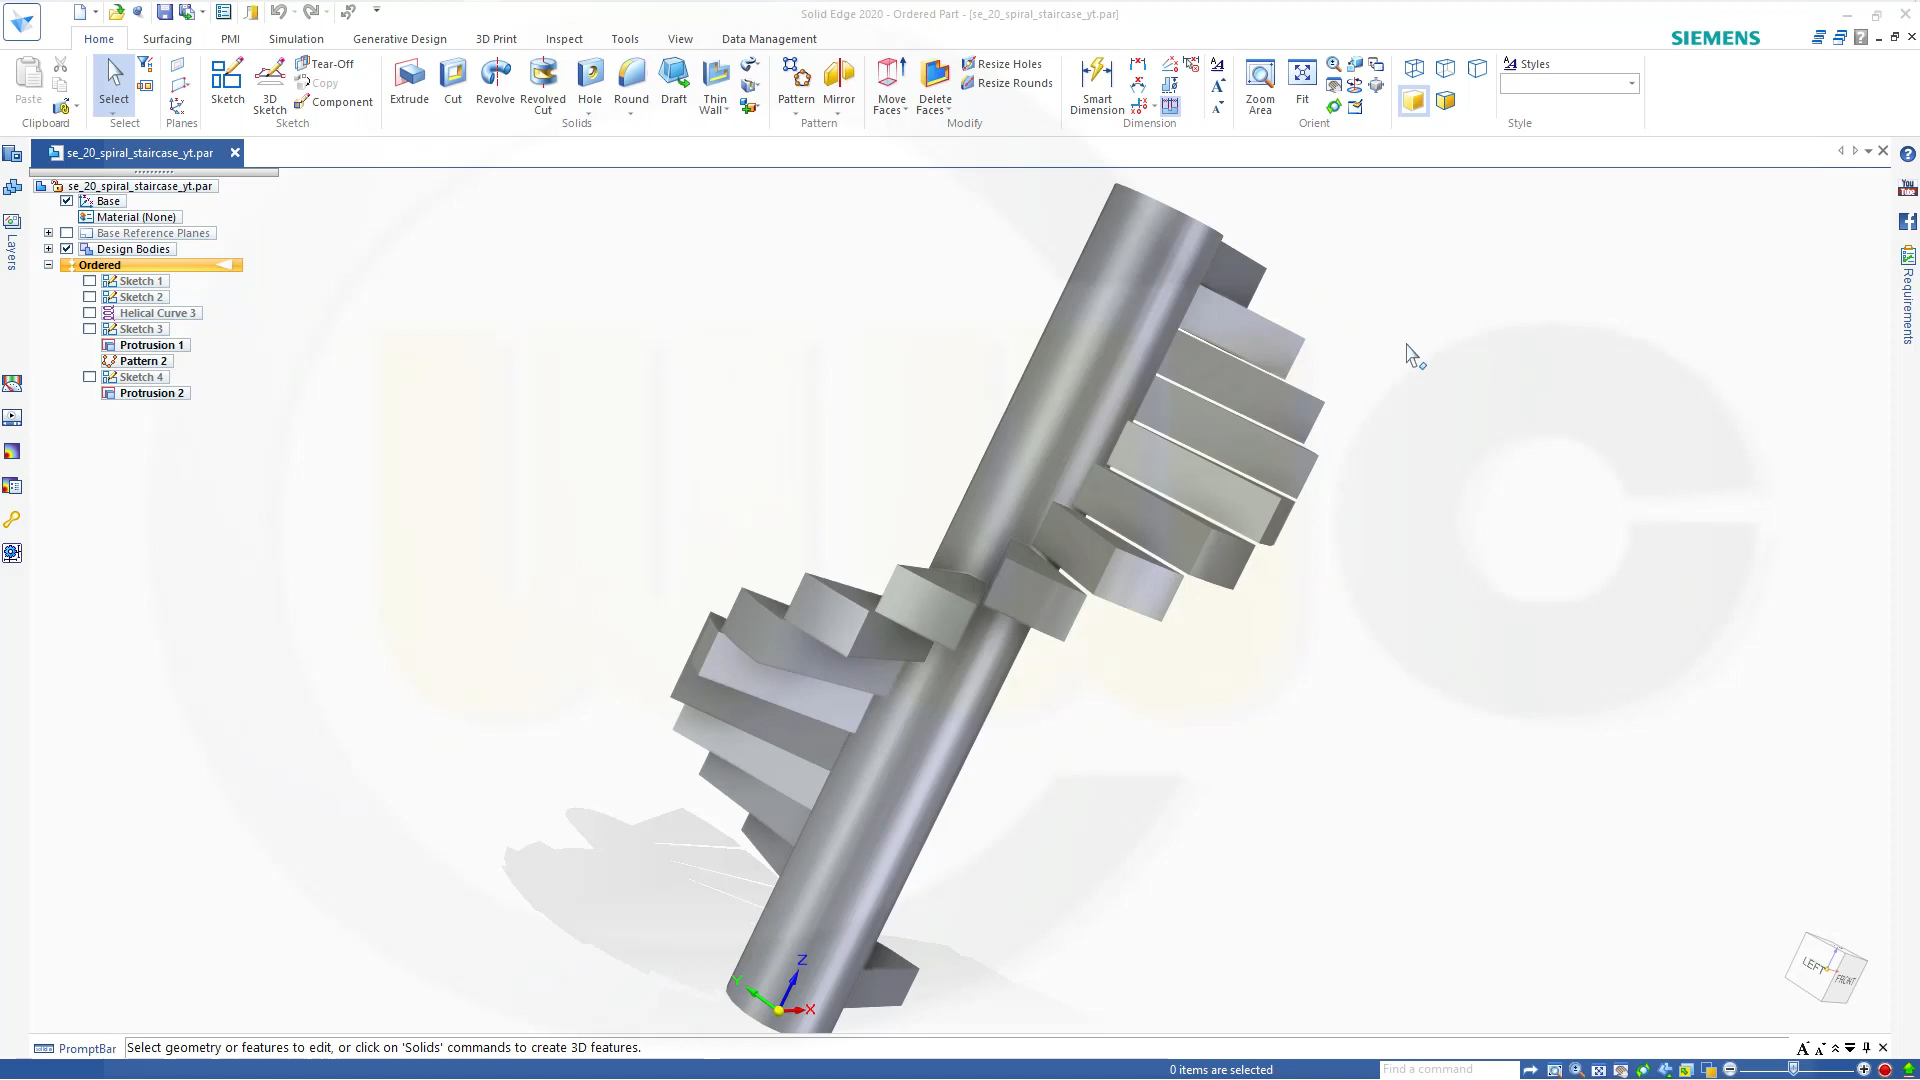 Solid Edge 2020 - Ordered Part - [se_20_spiral_staircase_yt.par]
Home Surfacing PMI Simulation Generative Design 3D Print Inspect Tools View Data Management
SIEMENS
Paste
Clipboard
Select
Select
Planes
Sketch
3D Sketch
Tear-Off
Copy
Component
Sketch
Extrude
Cut
Revolve
Revolved Cut
Hole
Round
Draft
Thin Wall
Solids
Pattern
Mirror
Pattern
Move Faces
Delete Faces
Resize Holes
Resize Rounds
Modify
Smart Dimension
Dimension
Zoom Area
Fit
Orient
Styles
Style
se_20_spiral_staircase_yt.par
se_20_spiral_staircase_yt.par
Base
Material (None)
Base Reference Planes
Design Bodies
Ordered
Sketch 1
Sketch 2
Helical Curve 3
Sketch 3
Protrusion 1
Pattern 2
Sketch 4
Protrusion 2
Layers
You Tube
Requirements
Z
Y
X
LEFT
FRONT
PromptBar
Select geometry or features to edit, or click on 'Solids' commands to create 3D features.
0 items are selected
Find a command